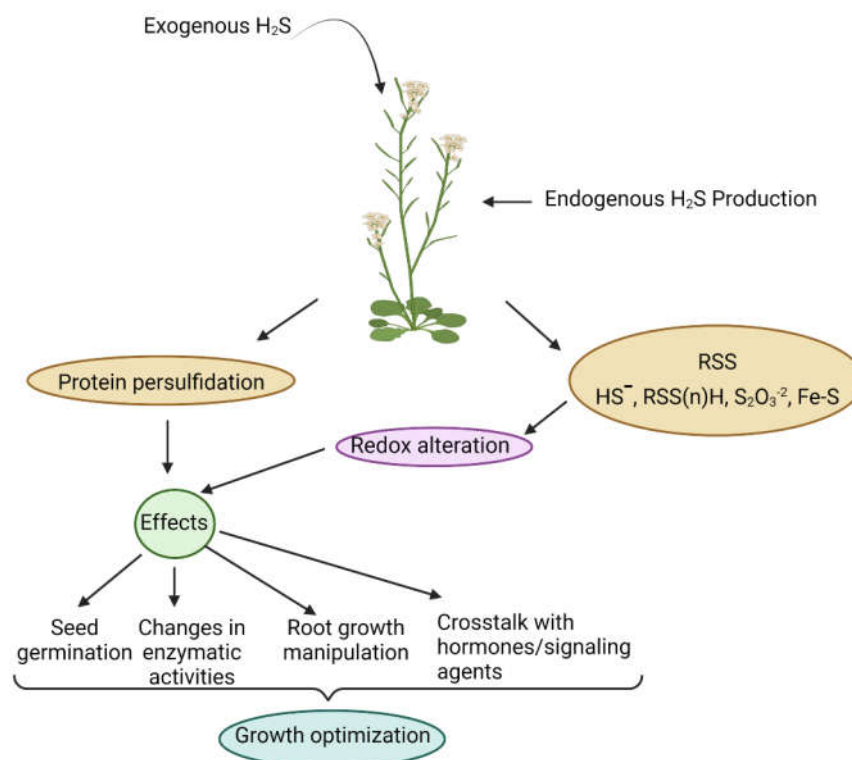 Exogenous H₂S
Endogenous H₂S Production
Protein persulfidation
RSS
HS⁻, RSS(n)H, S₂O₃⁻², Fe-S
Redox alteration
Effects
Seed
germination
Changes in
enzymatic
activities
Root growth
manipulation
Crosstalk with
hormones/signaling
agents
Growth optimization